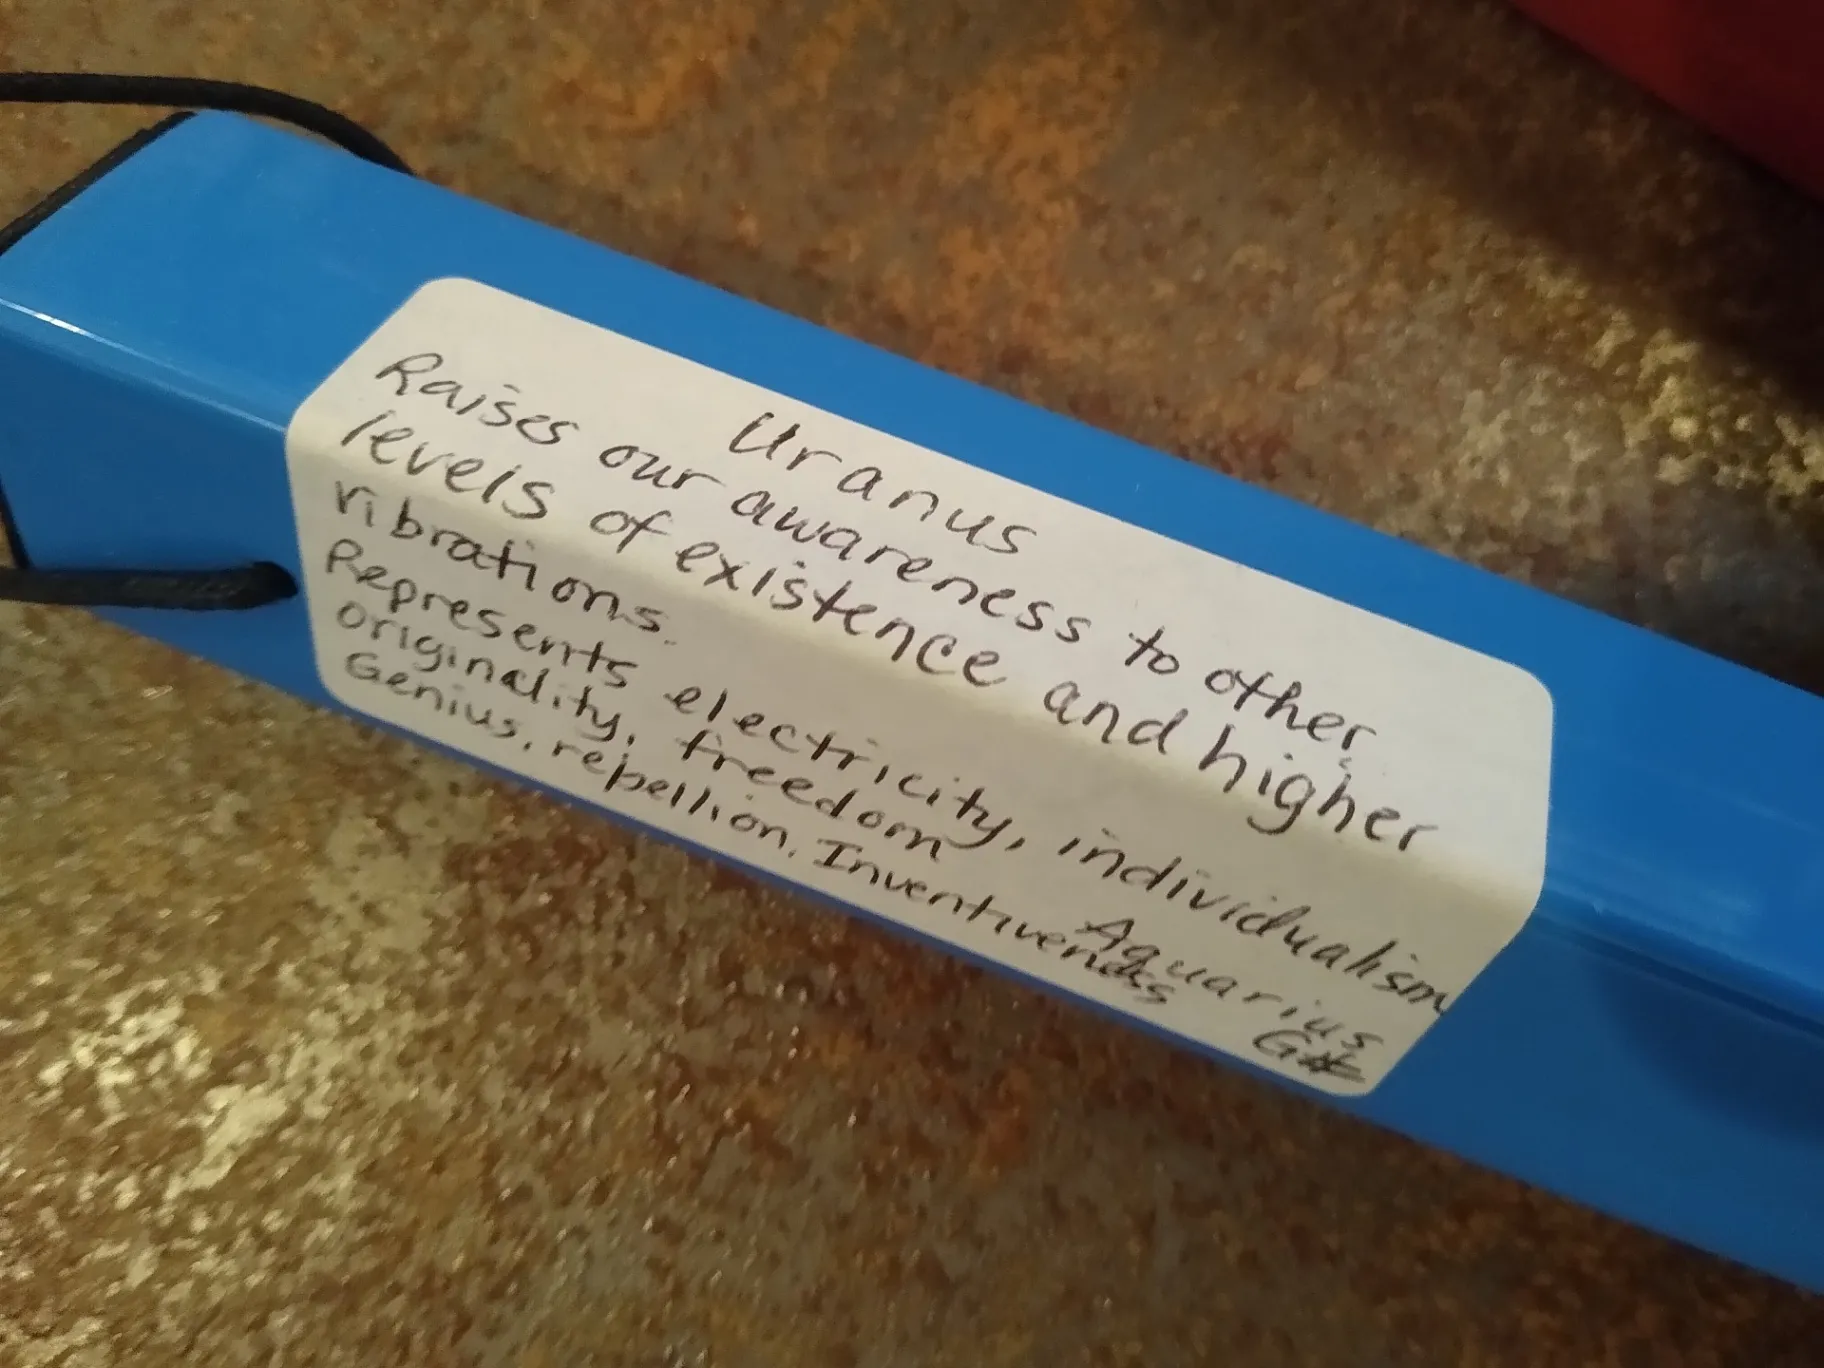 Uranus
Raises our awareness to other
levels of existence and higher
vibrations.
Represents electricity, individualism
originality, freedom Aquarius
Genius, rebellion, Inventiveness